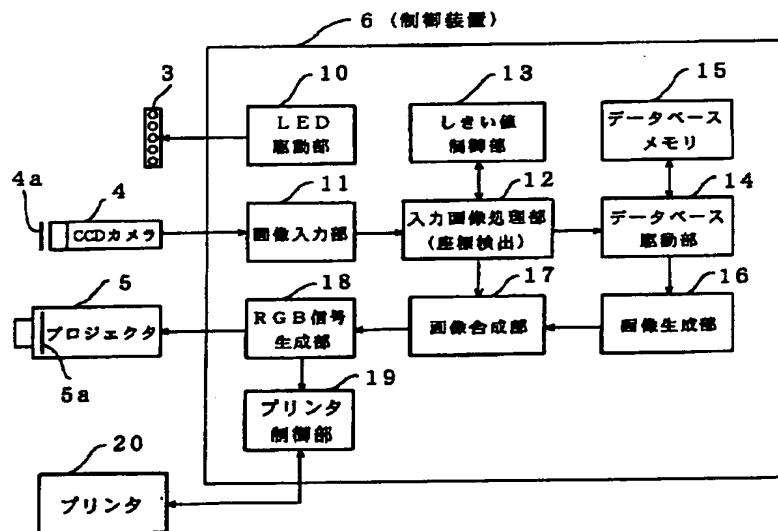 6 (制御装置)
3
10
13
15
LED
駆動部
しきい値
制御部
データベース
メモリ
4a
4
11
12
14
CCDカメラ
画像入力部
入力画像処理部
(座標検出)
データベース
駆動部
5
18
17
16
プロジェクタ
RGB信号
生成部
画像合成部
画像生成部
5a
19
プリンタ
制御部
20
プリンタ